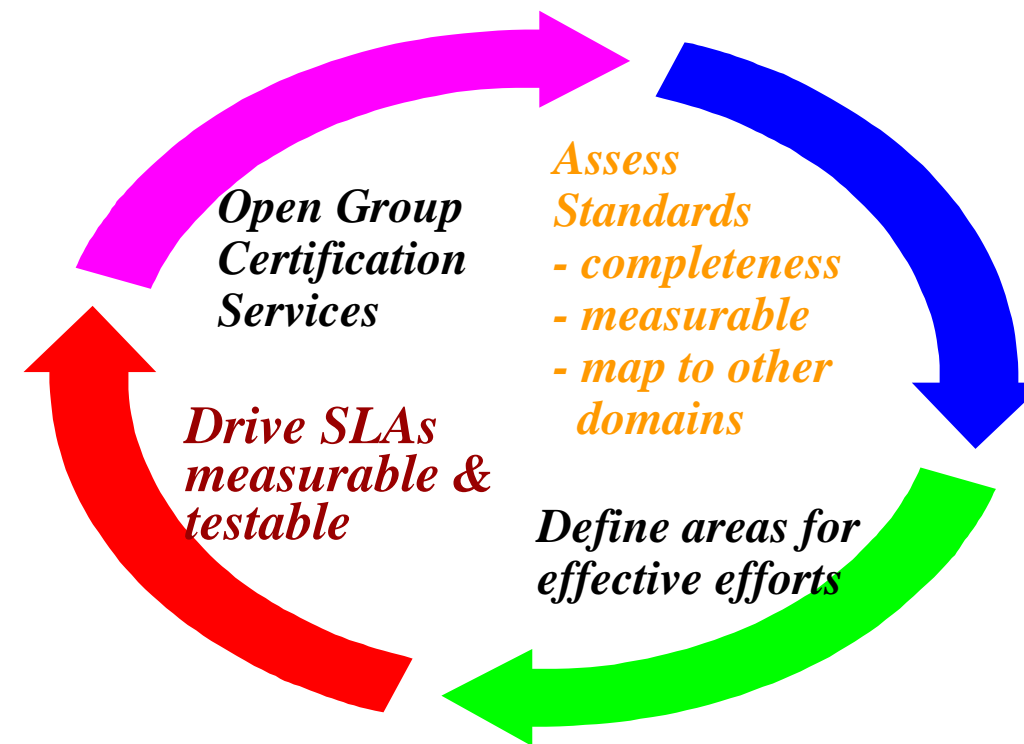 Open Group
Certification
Services
Assess
Standards
- completeness
- measurable
- map to other
domains
Define areas for
effective efforts
Drive SLAs
measurable &
testable